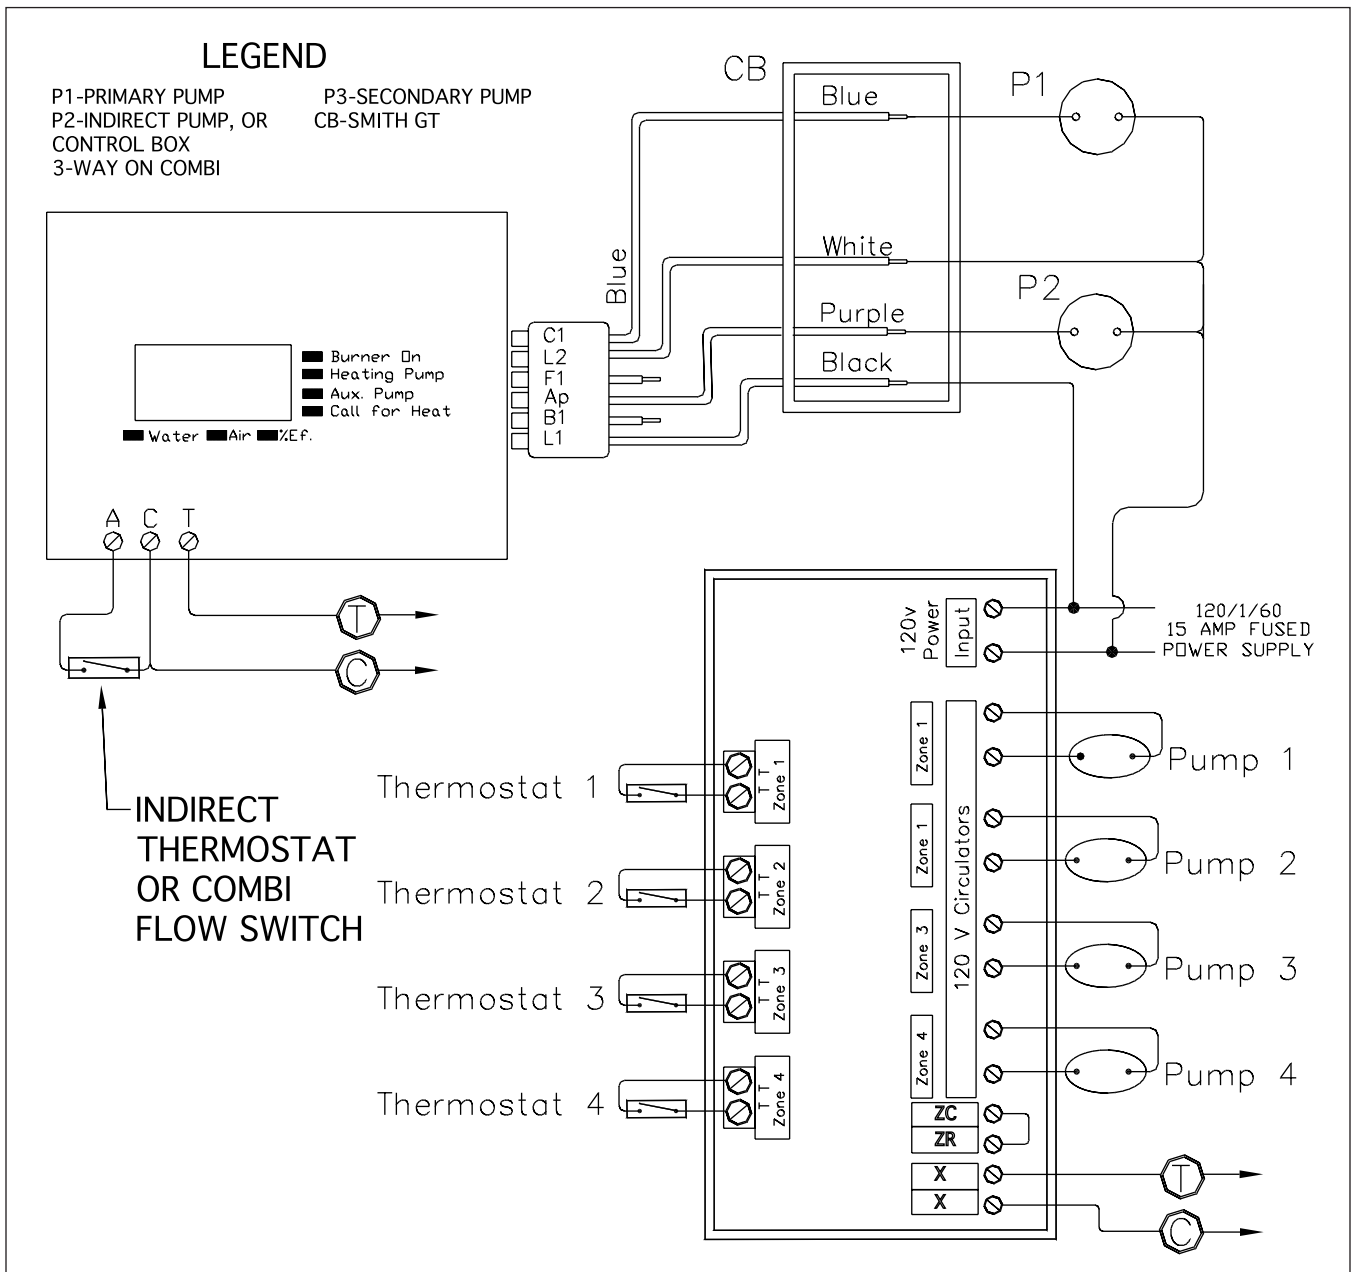 LEGEND
P1-PRIMARY PUMP P3-SECONDARY PUMP
P2-INDIRECT PUMP, OR CB-SMITH GT
CONTROL BOX
3-WAY ON COMBI
CB
P1
Blue
White
P2
Purple
Black
Blue
C1
L2
F1
Ap
B1
L1
Burner On
Heating Pump
Aux. Pump
Call for Heat
Water Air %Ef.
A C T
T
C
INDIRECT
THERMOSTAT
OR COMBI
FLOW SWITCH
120v
Power
Input
120/1/60
15 AMP FUSED
POWER SUPPLY
Thermostat 1
T T
Zone 1
Zone 1
Pump 1
120 V Circulators
Thermostat 2
T T
Zone 2
Zone 1
Pump 2
Thermostat 3
T T
Zone 3
Zone 3
Pump 3
Thermostat 4
T T
Zone 4
Zone 4
Pump 4
ZC
ZR
X
T
X
C